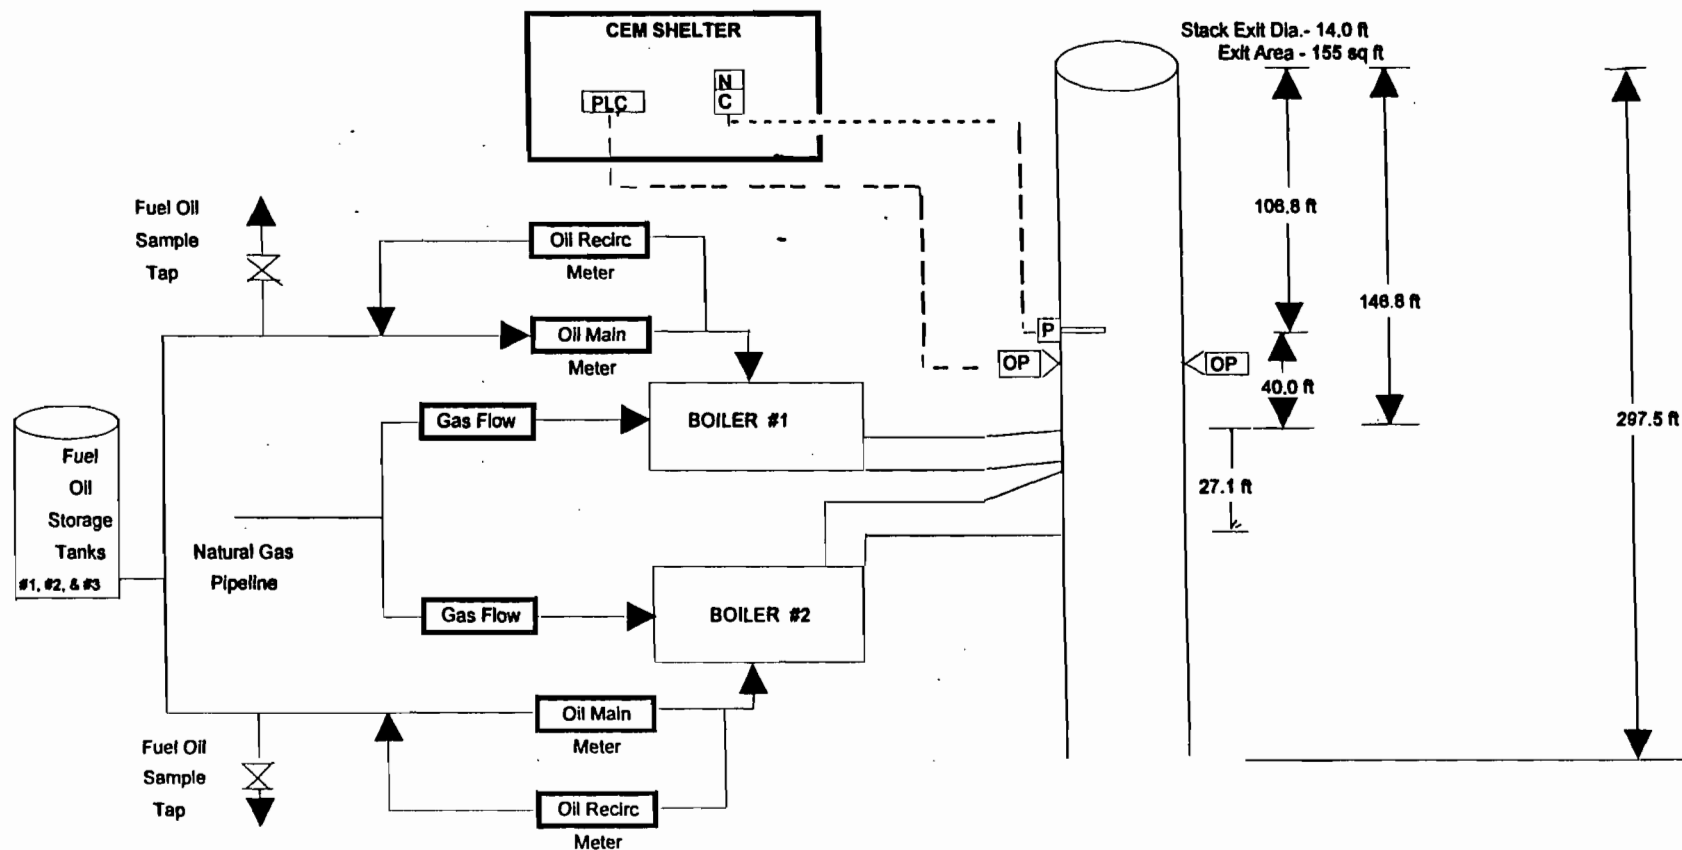 CEM SHELTER
PLC
N
C
Stack Exit Dia.- 14.0 ft
Exit Area - 155 sq ft
106.8 ft
146.8 ft
40.0 ft
297.5 ft
27.1 ft
P
OP
OP
Fuel Oil
Sample
Tap
Oil Recirc
Meter
Oil Main
Meter
Gas Flow
BOILER #1
Fuel
Oil
Storage
Tanks
#1, #2, & #3
Natural Gas
Pipeline
Gas Flow
BOILER #2
Oil Main
Meter
Fuel Oil
Sample
Tap
Oil Recirc
Meter